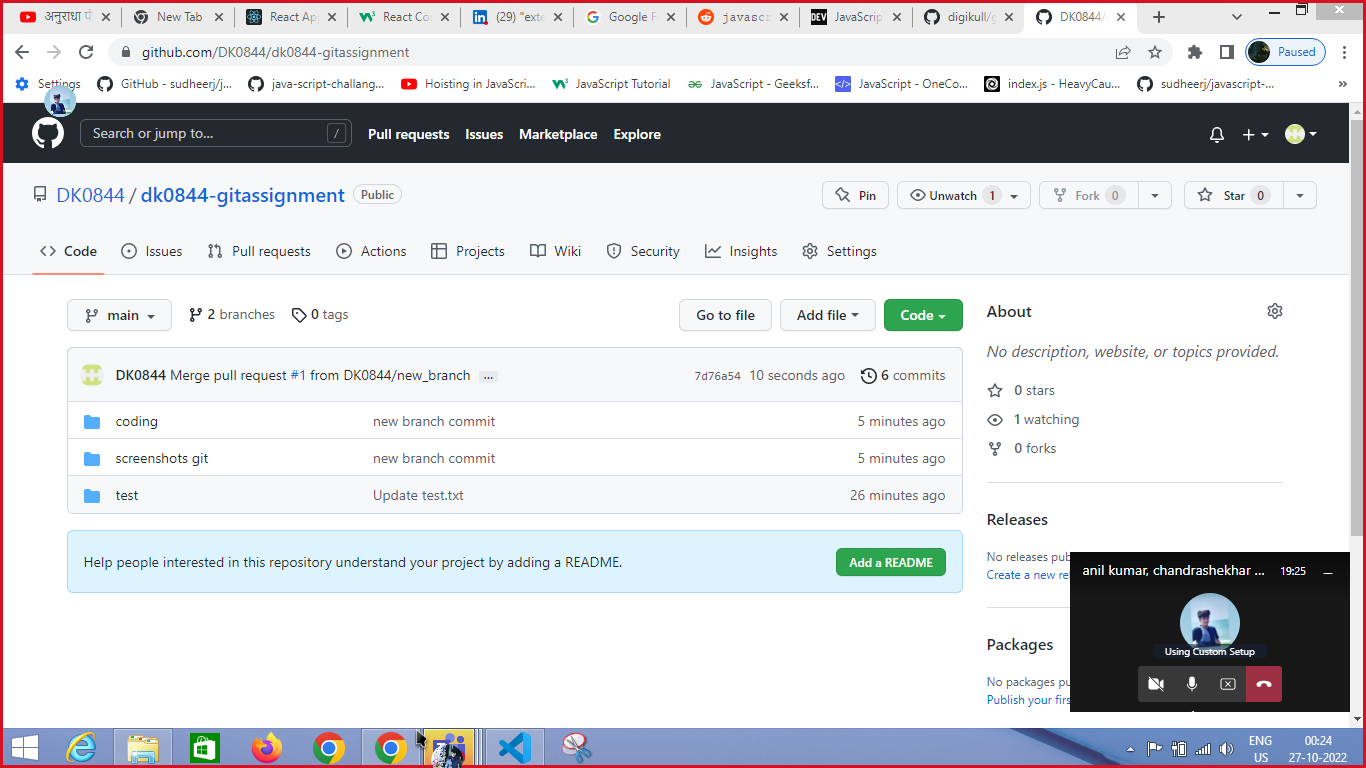 अनुराधा पं
New Tab
React Ap
React Co
(29) "exte
Google F
javasc
JavaScrip
digikull/g
DK0844/
github.com/DK0844/dk0844-gitassignment
Paused
Settings
GitHub - sudheerj/j...
java-script-challang...
Hoisting in JavaScri...
JavaScript Tutorial
JavaScript - Geeksf...
JavaScript - OneCo...
index.js - HeavyCau...
sudheerj/javascript-...
Search or jump to... /
Pull requests
Issues
Marketplace
Explore
DK0844 / dk0844-gitassignment Public
Pin
Unwatch 1
Fork 0
Star 0
Code
Issues
Pull requests
Actions
Projects
Wiki
Security
Insights
Settings
main
2 branches
0 tags
Go to file
Add file
Code
DK0844 Merge pull request #1 from DK0844/new_branch ...
7d76a54 10 seconds ago 6 commits
coding new branch commit 5 minutes ago
screenshots git new branch commit 5 minutes ago
test Update test.txt 26 minutes ago
Help people interested in this repository understand your project by adding a README.
Add a README
About
No description, website, or topics provided.
0 stars
1 watching
0 forks
Releases
No releases pub
Create a new rel
Packages
No packages pu
Publish your firs
anil kumar, chandrashekhar ... 19:25
Using Custom Setup
ENG
US
00:24
27-10-2022